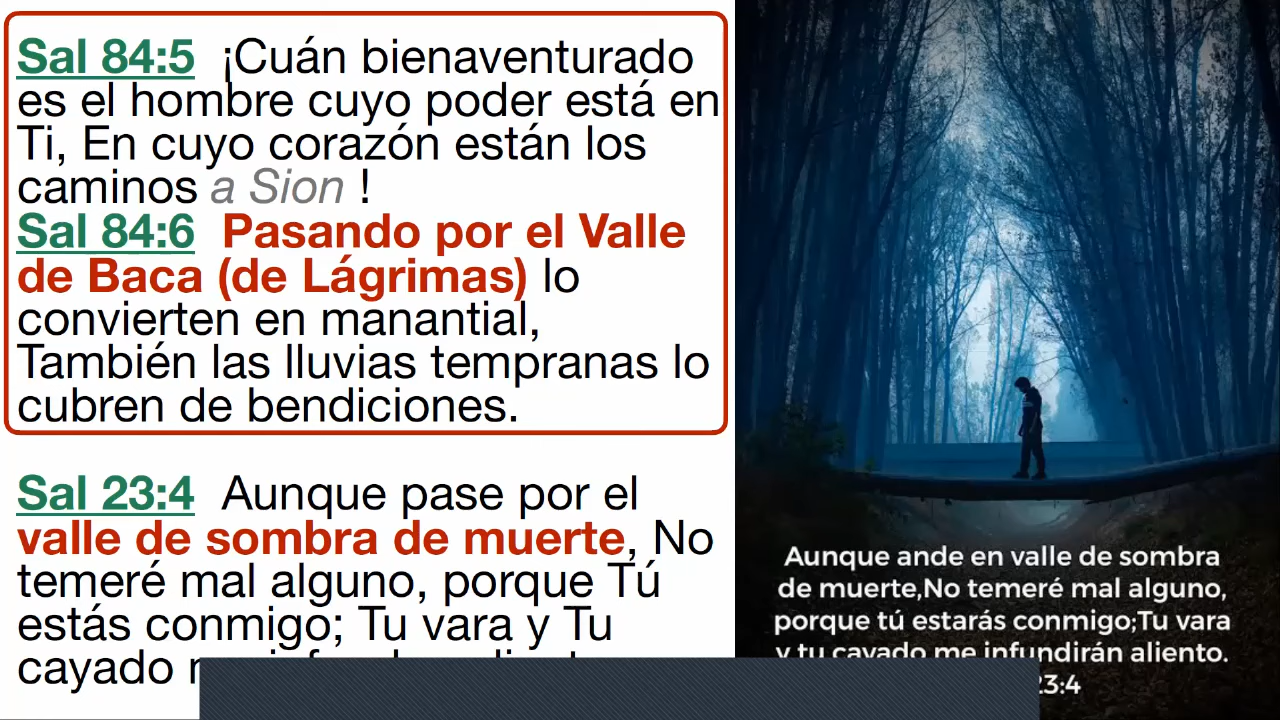 Sal 84:5 ¡Cuán bienaventurado
es el hombre cuyo poder está en
Ti, En cuyo corazón están los
caminos a Sion !
Sal 84:6 Pasando por el Valle
de Baca (de Lágrimas) lo
convierten en manantial,
También las lluvias tempranas lo
cubren de bendiciones.
Sal 23:4 Aunque pase por el
valle de sombra de muerte, No
temeré mal alguno, porque Tú
estás conmigo; Tu vara y Tu
cayado
Aunque ande en valle de sombra
de muerte,No temeré mal alguno,
porque tú estarás conmigo;Tu vara
y tu cayado me infundirán aliento.
23:4